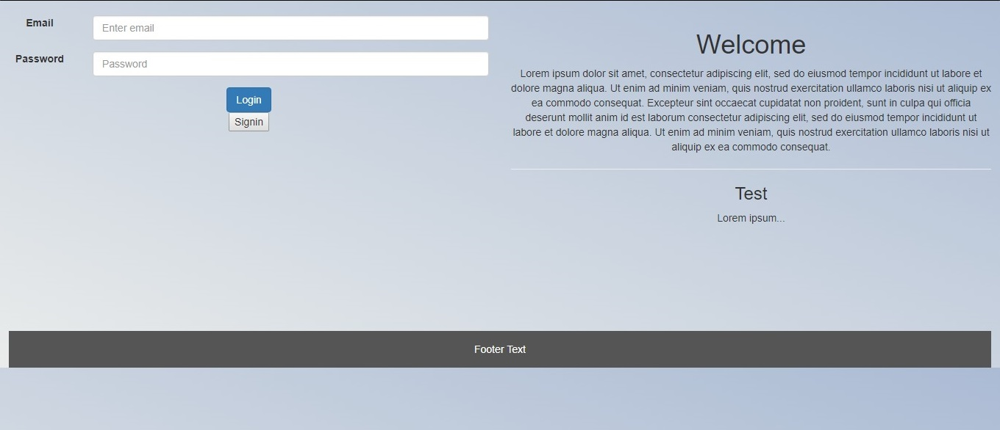 Email
Enter email
Password
Password
Login
Signin
Welcome
Lorem ipsum dolor sit amet, consectetur adipiscing elit, sed do eiusmod tempor incididunt ut labore et
dolore magna aliqua. Ut enim ad minim veniam, quis nostrud exercitation ullamco laboris nisi ut aliquip ex
ea commodo consequat. Excepteur sint occaecat cupidatat non proident, sunt in culpa qui officia
deserunt mollit anim id est laborum consectetur adipiscing elit, sed do eiusmod tempor incididunt ut
labore et dolore magna aliqua. Ut enim ad minim veniam, quis nostrud exercitation ullamco laboris nisi ut
aliquip ex ea commodo consequat.
Test
Lorem ipsum...
Footer Text